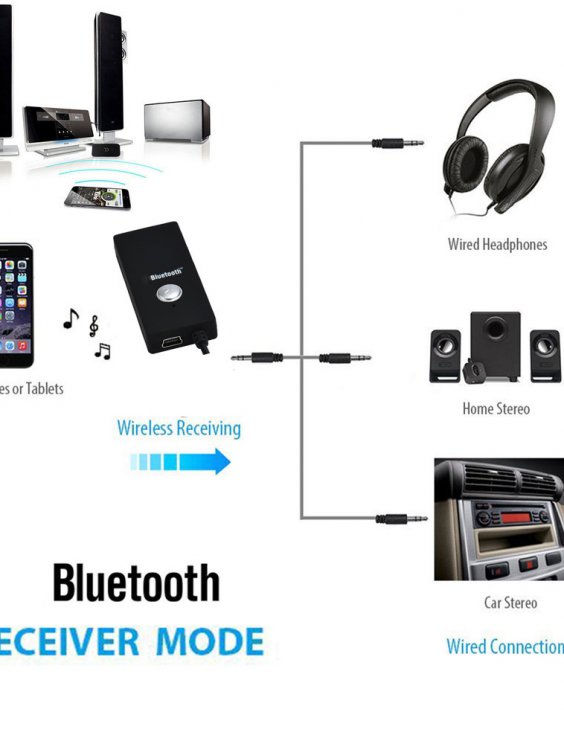 Bluetooth
Wired Headphones
es or Tablets
Home Stereo
Wireless Receiving
Car Stereo
Bluetooth
ECEIVER MODE
Wired Connection